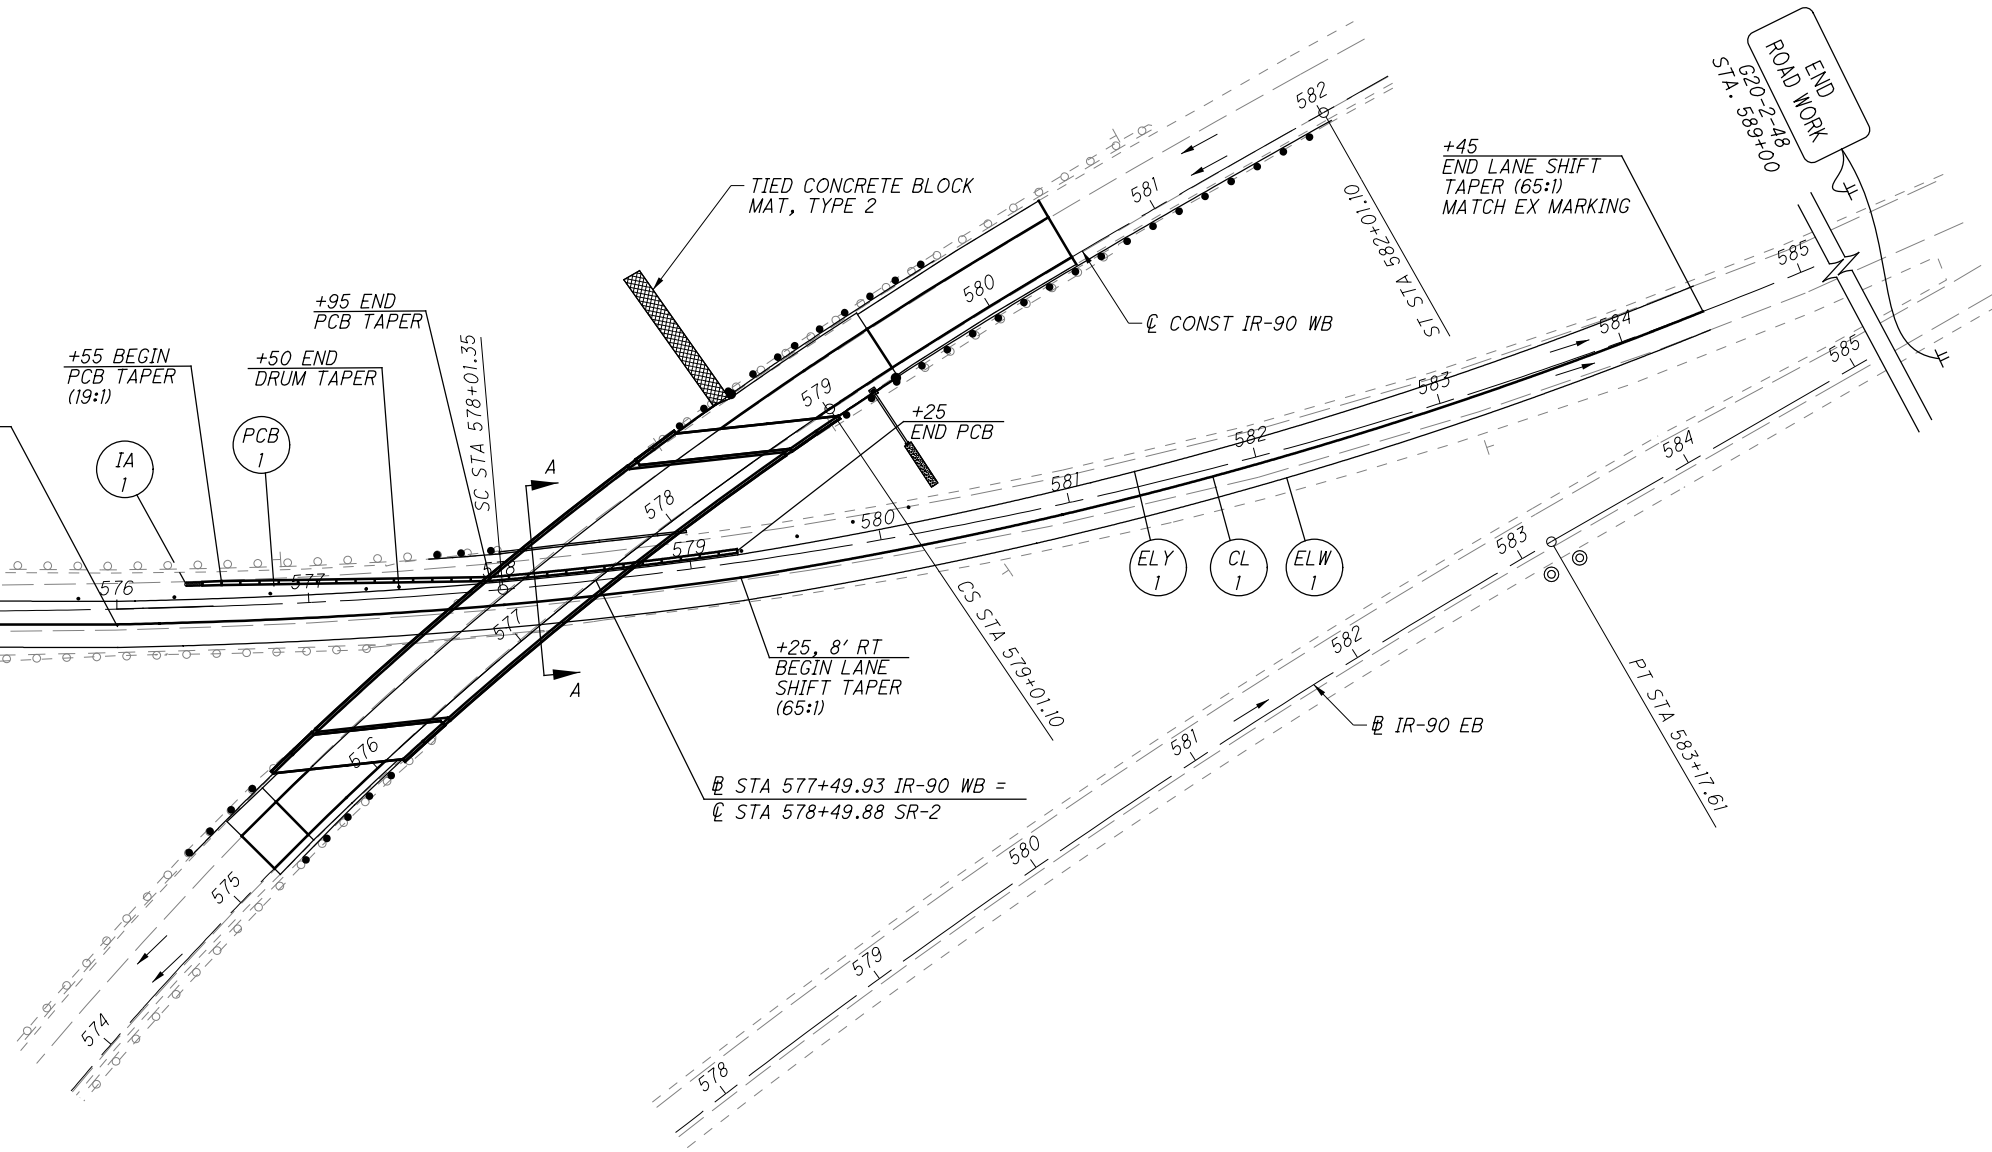 END
ROAD WORK
G20-2-48
STA. 589+00
582
+45
END LANE SHIFT
TAPER (65:1)
MATCH EX MARKING
TIED CONCRETE BLOCK
MAT, TYPE 2
581
ST STA 582+01.10
585
580
℄ CONST IR-90 WB
584
585
+95 END
PCB TAPER
SC STA 578+01.35
+55 BEGIN
PCB TAPER
(19:1)
+50 END
DRUM TAPER
579
583
+25
END PCB
PCB
1
IA
1
A
582
584
581
578
580
579
583
578
577
576
ELY
1
CL
1
ELW
1
577
CS STA 579+01.10
+25, 8' RT
BEGIN LANE
SHIFT TAPER
(65:1)
A
582
PT STA 583+17.61
576
581
℄ IR-90 EB
B̲L STA 577+49.93 IR-90 WB =
℄ STA 578+49.88 SR-2
580
575
579
574
578